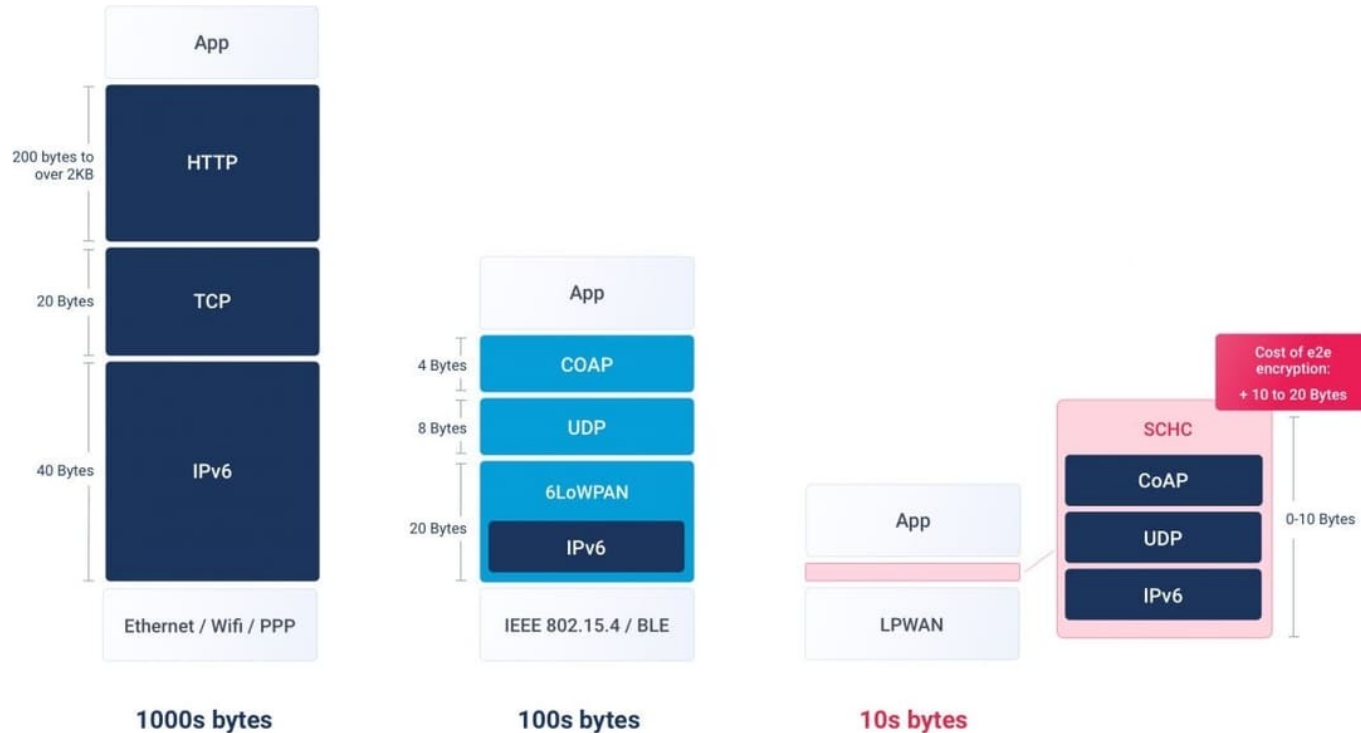 App
200 bytes to
over 2KB
HTTP
20 Bytes
TCP
40 Bytes
IPv6
Ethernet / Wifi / PPP
1000s bytes
App
4 Bytes
COAP
8 Bytes
UDP
20 Bytes
6LoWPAN
IPv6
IEEE 802.15.4 / BLE
100s bytes
App
LPWAN
10s bytes
Cost of e2e
encryption:
+ 10 to 20 Bytes
SCHC
CoAP
UDP
IPv6
0-10 Bytes